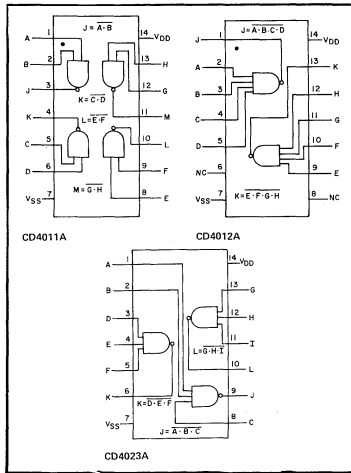 J = A̅·̅B̅
A 1 14 VDD
B 2 13 H
J 3 12 G
K = C̅·̅D̅
K 4 11 M
L = E̅·̅F̅
C 5 10 L
D 6 9 F
M = G̅·̅H̅
VSS 7 8 E
CD4011A
J = A̅·̅B̅·̅C̅·̅D̅
J 1 14 VDD
A 2 13 K
B 3 12 H
C 4 11 G
D 5 10 F
NC 6 9 E
K = E̅·̅F̅·̅G̅·̅H̅
VSS 7 8 NC
CD4012A
A 1 14 VDD
B 2 13 G
D 3 12 H
E 4 11 I
L = G̅·̅H̅·̅I̅
F 5 10 L
K 6 9 J
K = D̅·̅E̅·̅F̅
VSS 7 8 C
J = A̅·̅B̅·̅C̅
CD4023A